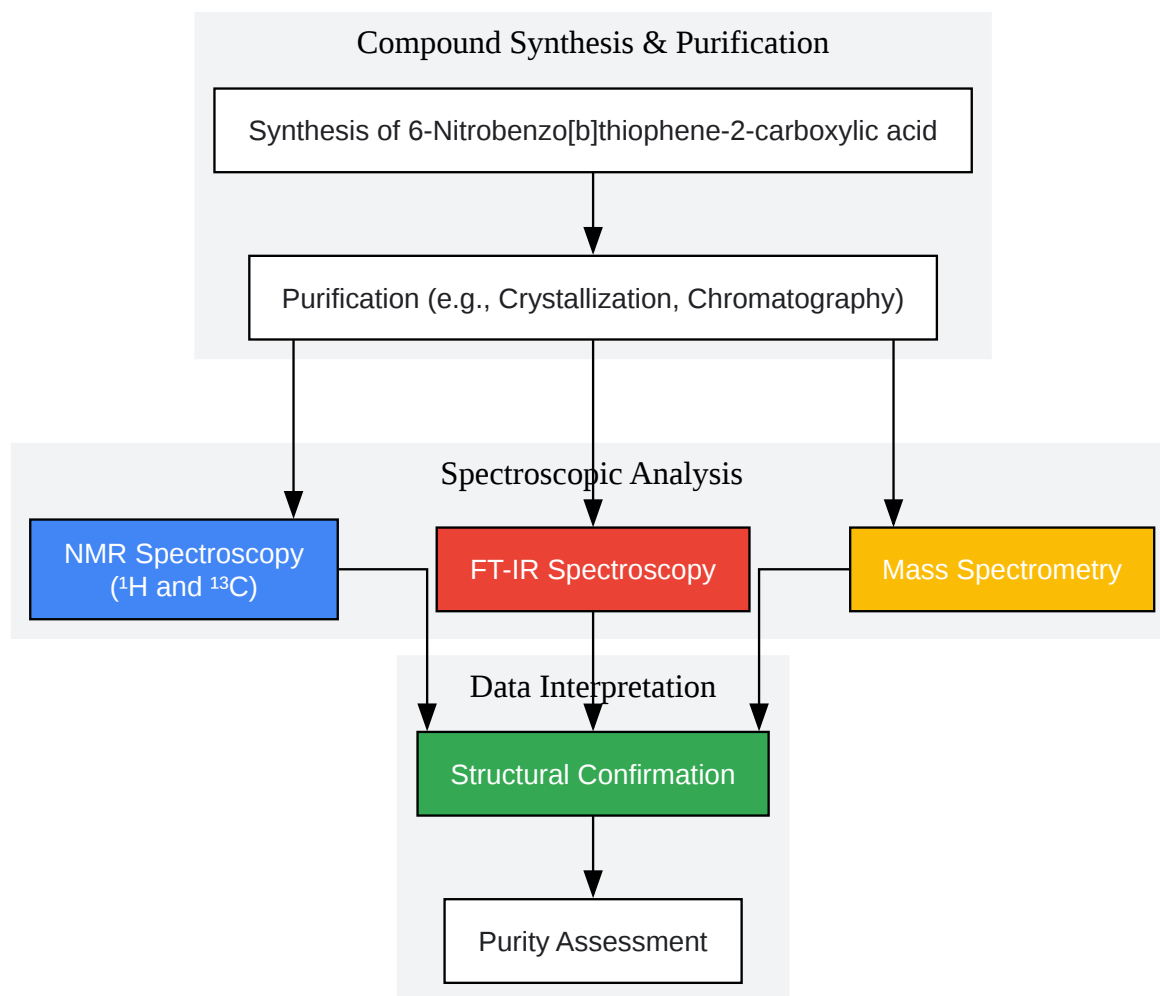 Compound Synthesis & Purification
Synthesis of 6-Nitrobenzo[b]thiophene-2-carboxylic acid
Purification (e.g., Crystallization, Chromatography)
Spectroscopic Analysis
NMR Spectroscopy
(¹H and ¹³C)
FT-IR Spectroscopy
Mass Spectrometry
Data Interpretation
Structural Confirmation
Purity Assessment